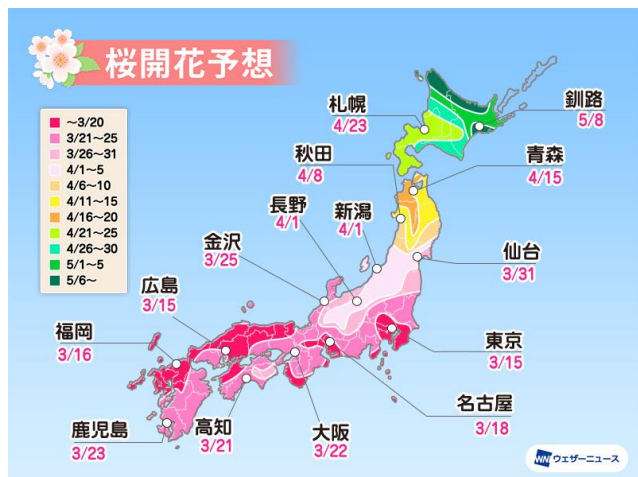 桜開花予想
～3/20
3/21～25
3/26～31
4/1～5
4/6～10
4/11～15
4/16～20
4/21～25
4/26～30
5/1～5
5/6～
札幌
4/23
釧路
5/8
秋田
4/8
青森
4/15
長野
4/1
新潟
4/1
金沢
3/25
仙台
3/31
広島
3/15
福岡
3/16
東京
3/15
名古屋
3/18
鹿児島
3/23
高知
3/21
大阪
3/22
WN ウェザーニュース